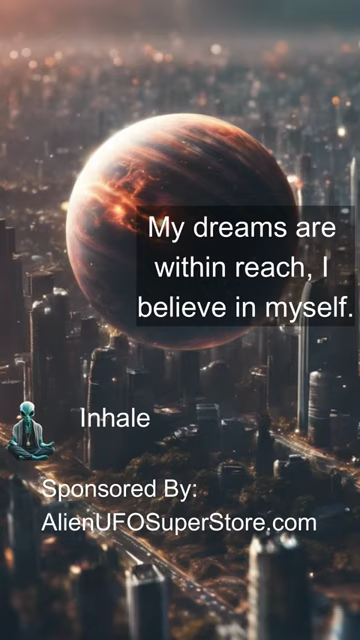 My dreams are
within reach, I
believe in myself.
Inhale
Sponsored By:
AlienUFOSuperStore.com